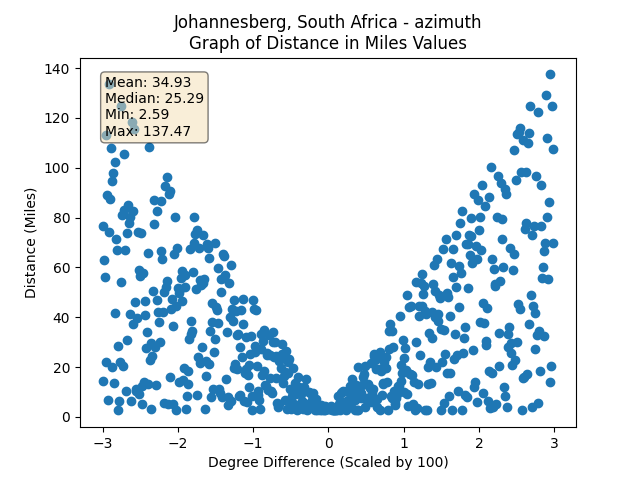 Johannesberg, South Africa - azimuth
Graph of Distance in Miles Values
Mean: 34.93
Median: 25.29
Min: 2.59
Max: 137.47
Distance (Miles)
140
120
100
80
60
40
20
0
−3
−2
−1
0
1
2
3
Degree Difference (Scaled by 100)